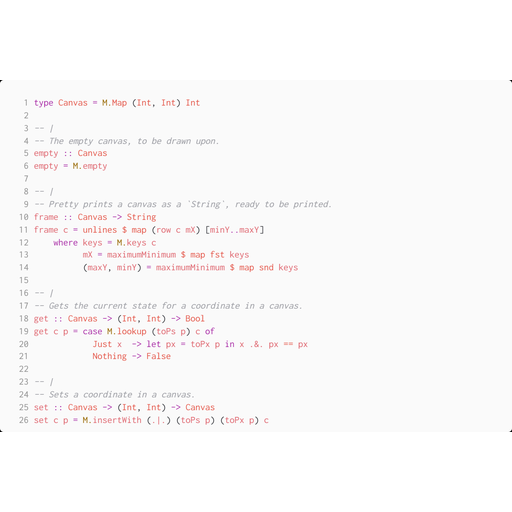 1 type Canvas = M.Map (Int, Int) Int
2
3 -- |
4 -- The empty canvas, to be drawn upon.
5 empty :: Canvas
6 empty = M.empty
7
8 -- |
9 -- Pretty prints a canvas as a `String', ready to be printed.
10 frame :: Canvas -> String
11 frame c = unlines $ map (row c mX) [minY..maxY]
12     where keys = M.keys c
13           mX = maximumMinimum $ map fst keys
14           (maxY, minY) = maximumMinimum $ map snd keys
15
16 -- |
17 -- Gets the current state for a coordinate in a canvas.
18 get :: Canvas -> (Int, Int) -> Bool
19 get c p = case M.lookup (toPs p) c of
20             Just x  -> let px = toPx p in x .&. px == px
21             Nothing -> False
22
23 -- |
24 -- Sets a coordinate in a canvas.
25 set :: Canvas -> (Int, Int) -> Canvas
26 set c p = M.insertWith (.|.) (toPs p) (toPx p) c